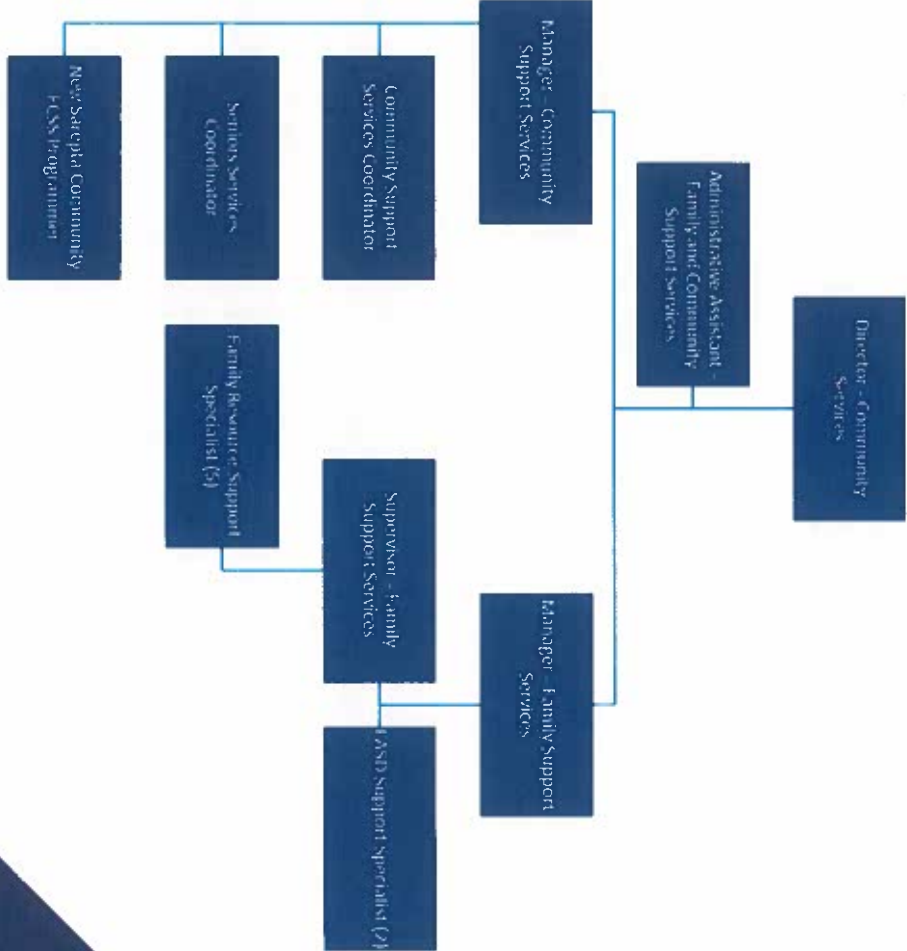 Director - Community
Services
Administrative Assistant -
Family and Community
Support Services
Manager - Community
Support Services
Manager - Family Support
Services
Community Support
Services Coordinator
Supervisor - Family
Support Services
FASD Support Specialist (2)
Seniors Services
Coordinator
Family Resource Support
Specialist (5)
New Sarepta Community
FCSS Programmer